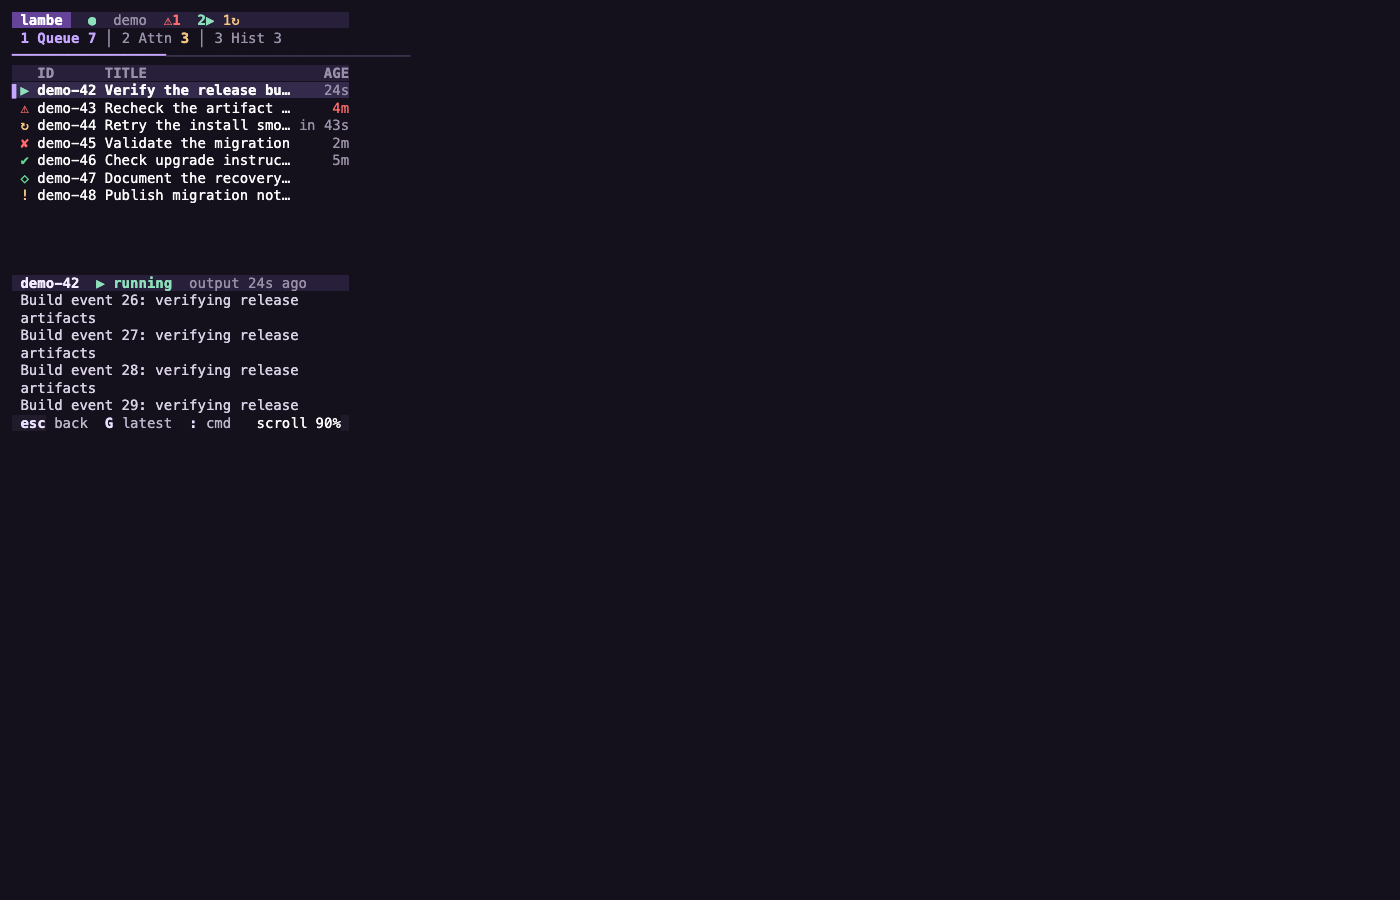 lambe ● demo ⚠1 2▶ 1↻
1 Queue 7 │ 2 Attn 3 │ 3 Hist 3
ID TITLE AGE
▶ demo-42 Verify the release bu… 24s
⚠ demo-43 Recheck the artifact … 4m
↻ demo-44 Retry the install smo… in 43s
✘ demo-45 Validate the migration 2m
✔ demo-46 Check upgrade instruc… 5m
◇ demo-47 Document the recovery…
! demo-48 Publish migration not…
demo-42 ▶ running output 24s ago
Build event 26: verifying release
artifacts
Build event 27: verifying release
artifacts
Build event 28: verifying release
artifacts
Build event 29: verifying release
esc back G latest : cmd scroll 90%